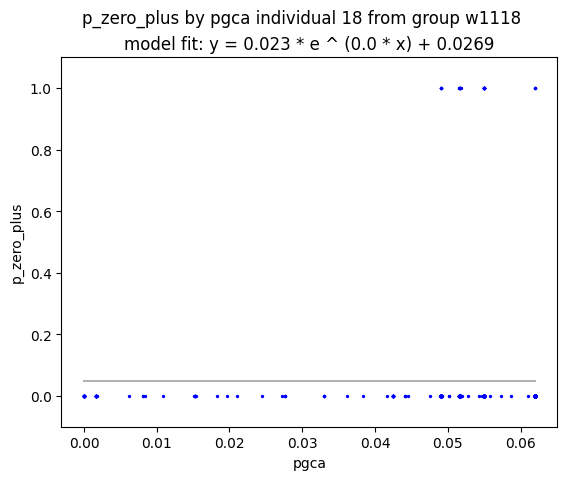 p_zero_plus by pgca individual 18 from group w1118
model fit: y = 0.023 * e ^ (0.0 * x) + 0.0269
1.0
0.8
0.6
0.4
0.2
0.0
p_zero_plus
0.00 0.01 0.02 0.03 0.04 0.05 0.06
pgca